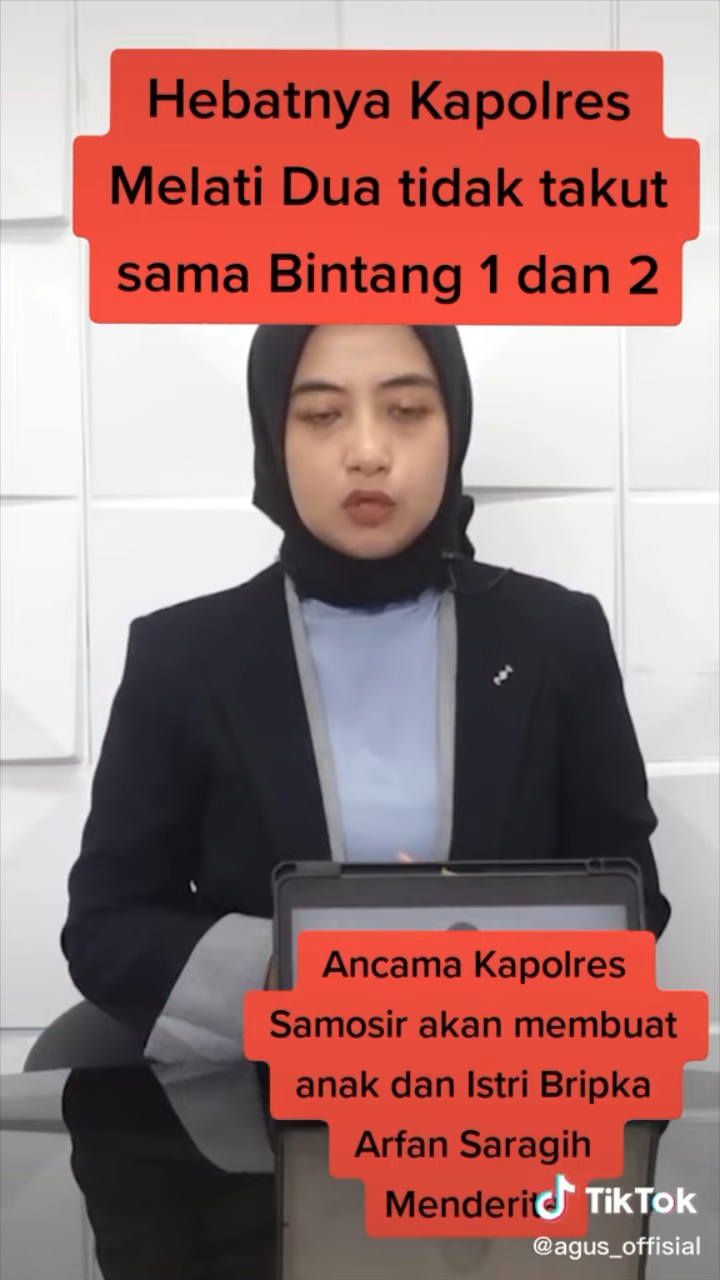 Hebatnya Kapolres
Melati Dua tidak takut
sama Bintang 1 dan 2
Ancama Kapolres
Samosir akan membuat
anak dan Istri Bripka
Arfan Saragih
Menderita
TikTok
@agus_offisial